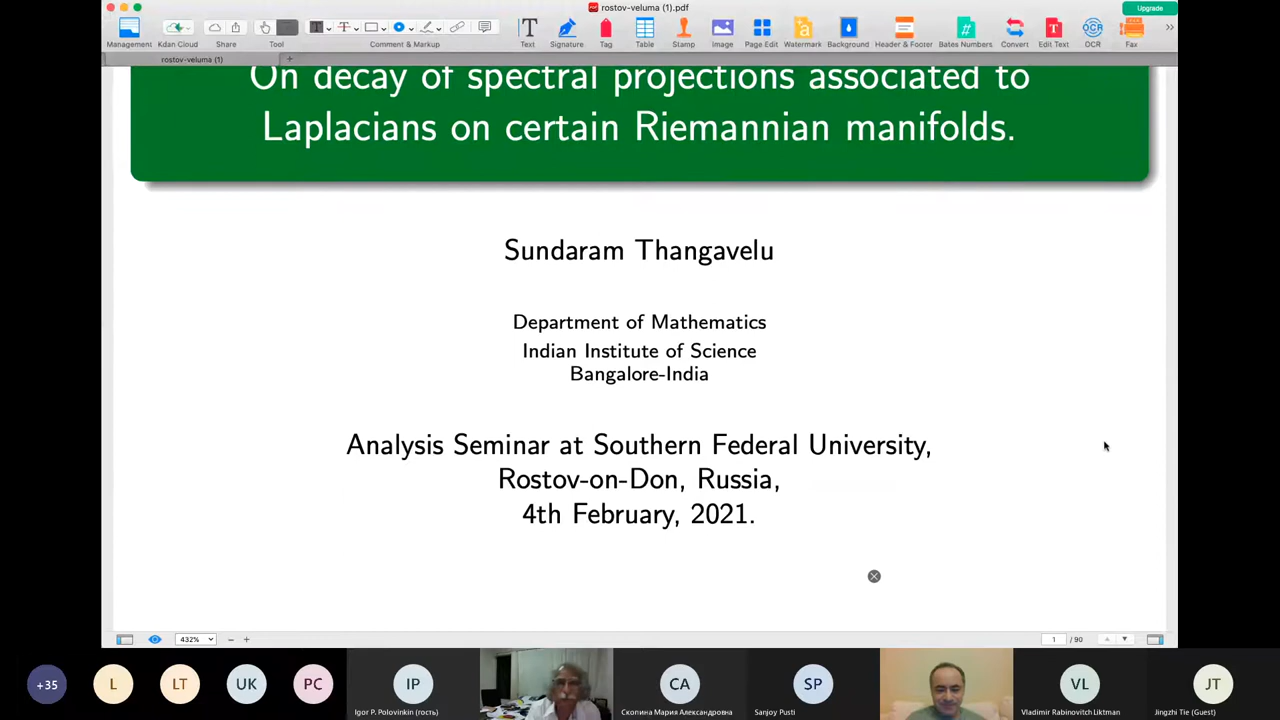 rostov-veluma (1).pdf
Upgrade
Management
Kdan Cloud
Share
Tool
Comment & Markup
Text
Signature
Tag
Table
Stamp
Image
Page Edit
Watermark
Background
Header & Footer
Bates Numbers
Convert
Edit Text
OCR
Fax
rostov-veluma (1)
On decay of spectral projections associated to
Laplacians on certain Riemannian manifolds.
Sundaram Thangavelu
Department of Mathematics
Indian Institute of Science
Bangalore-India
Analysis Seminar at Southern Federal University,
Rostov-on-Don, Russia,
4th February, 2021.
432%
1 / 90
+35
L
LT
UK
PC
IP
CA
SP
VL
JT
Igor P. Polovinkin (гость)
Скопина Мария Александровна
Sanjoy Pusti
Vladimir Rabinovitch Liktman
Jingzhi Tie (Guest)